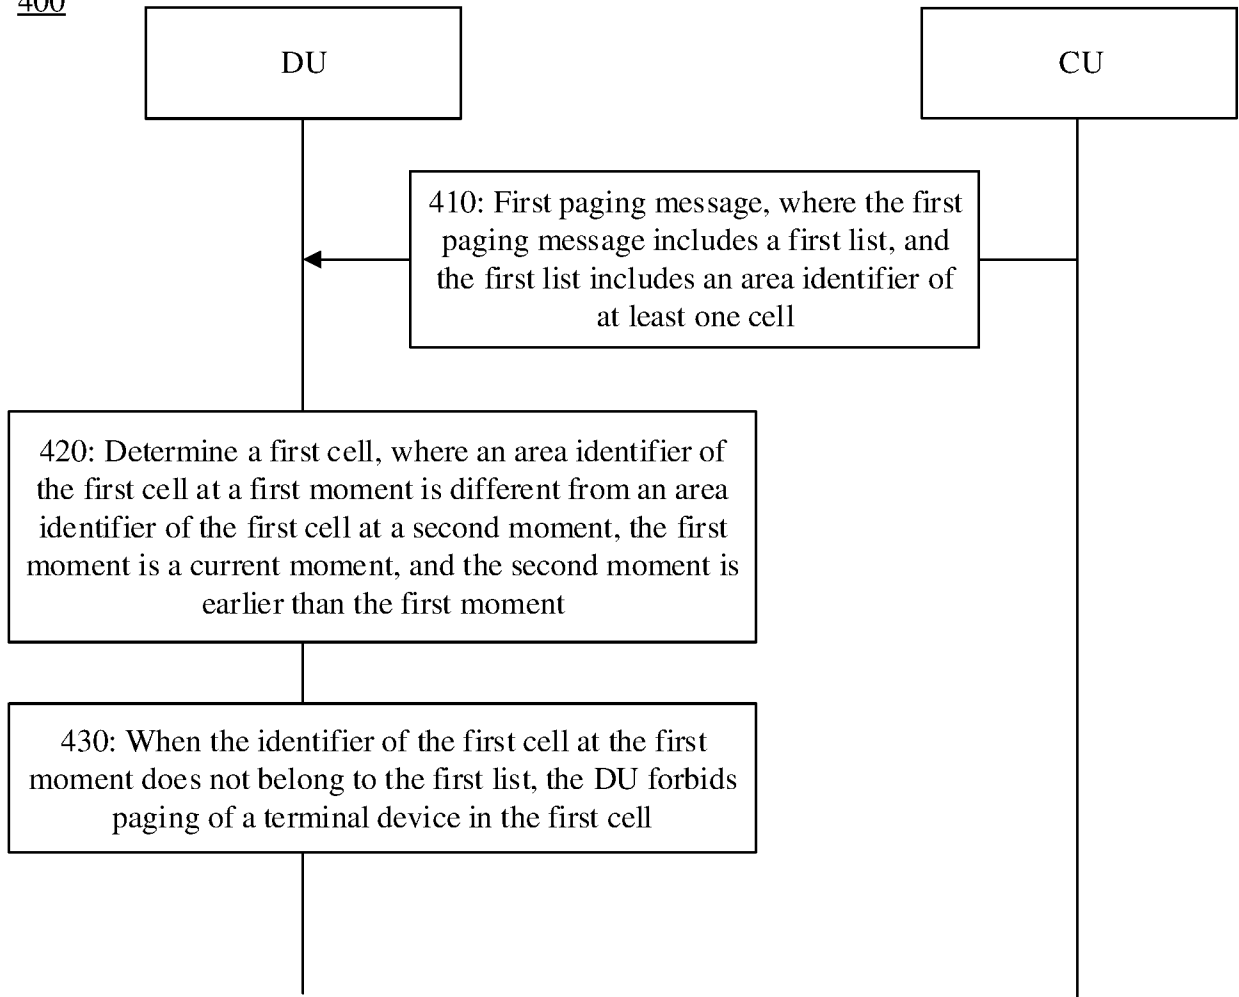 400
DU
CU
410: First paging message, where the first
paging message includes a first list, and
the first list includes an area identifier of
at least one cell
420: Determine a first cell, where an area identifier of
the first cell at a first moment is different from an area
identifier of the first cell at a second moment, the first
moment is a current moment, and the second moment is
earlier than the first moment
430: When the identifier of the first cell at the first
moment does not belong to the first list, the DU forbids
paging of a terminal device in the first cell